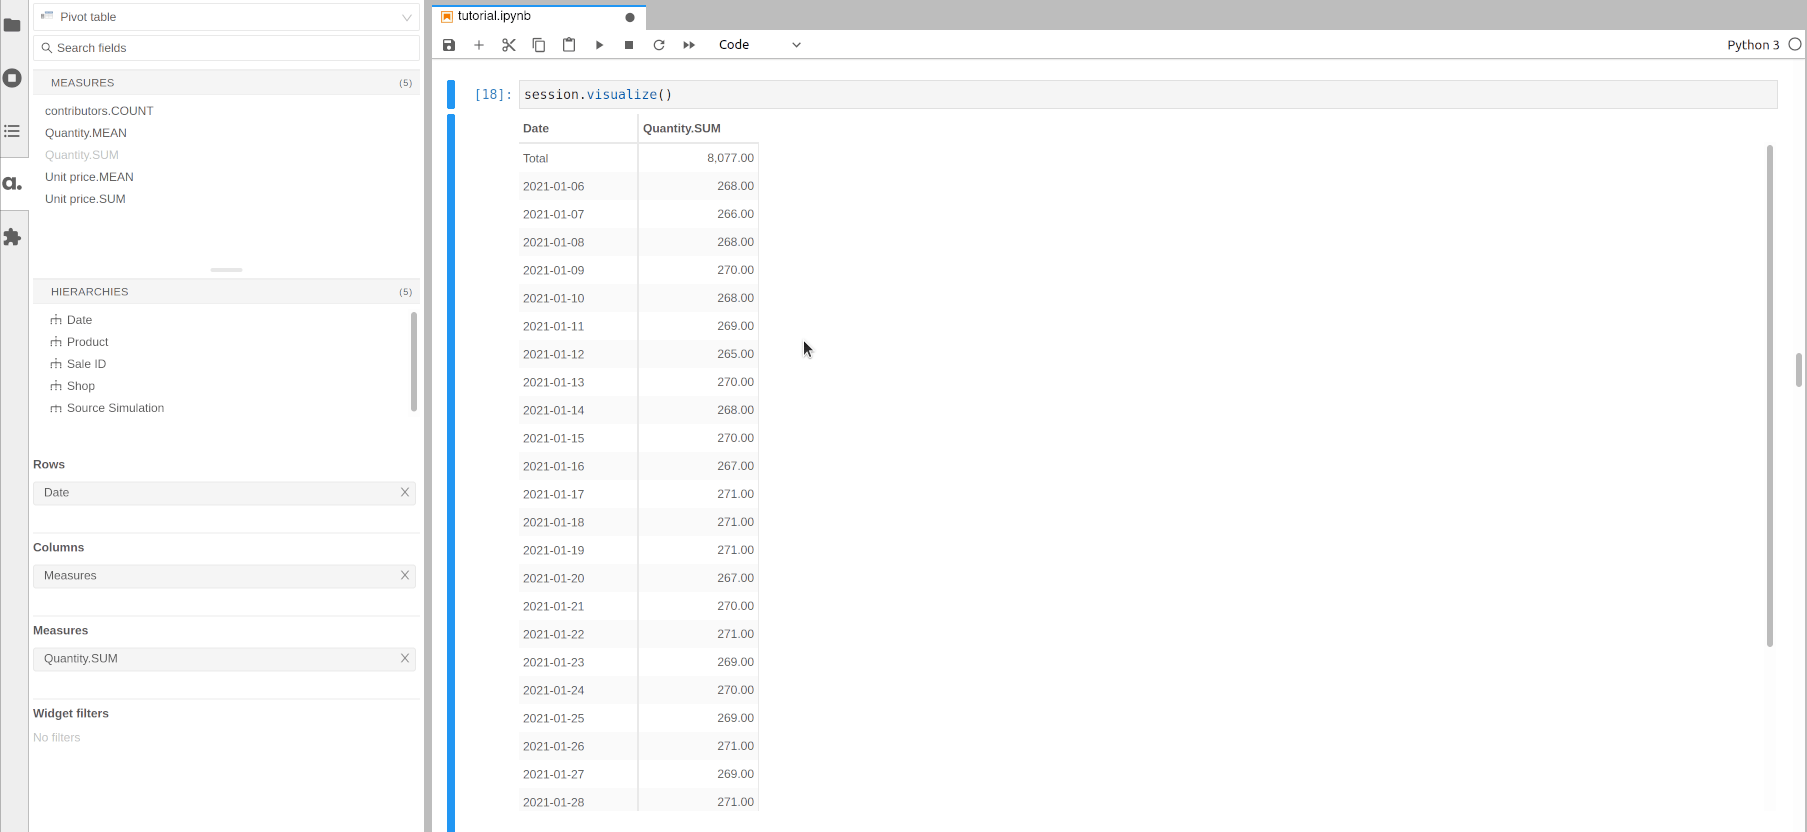 Pivot table
Search fields
MEASURES (5)
contributors.COUNT
Quantity.MEAN
Quantity.SUM
Unit price.MEAN
Unit price.SUM
a.
HIERARCHIES (5)
Date
Product
Sale ID
Shop
Source Simulation
Rows
Date X
Columns
Measures X
Measures
Quantity.SUM X
Widget filters
No filters
tutorial.ipynb
Code
Python 3
[18]: session.visualize()
Date Quantity.SUM
Total 8,077.00
2021-01-06 268.00
2021-01-07 266.00
2021-01-08 268.00
2021-01-09 270.00
2021-01-10 268.00
2021-01-11 269.00
2021-01-12 265.00
2021-01-13 270.00
2021-01-14 268.00
2021-01-15 270.00
2021-01-16 267.00
2021-01-17 271.00
2021-01-18 271.00
2021-01-19 271.00
2021-01-20 267.00
2021-01-21 270.00
2021-01-22 271.00
2021-01-23 269.00
2021-01-24 270.00
2021-01-25 269.00
2021-01-26 271.00
2021-01-27 269.00
2021-01-28 271.00